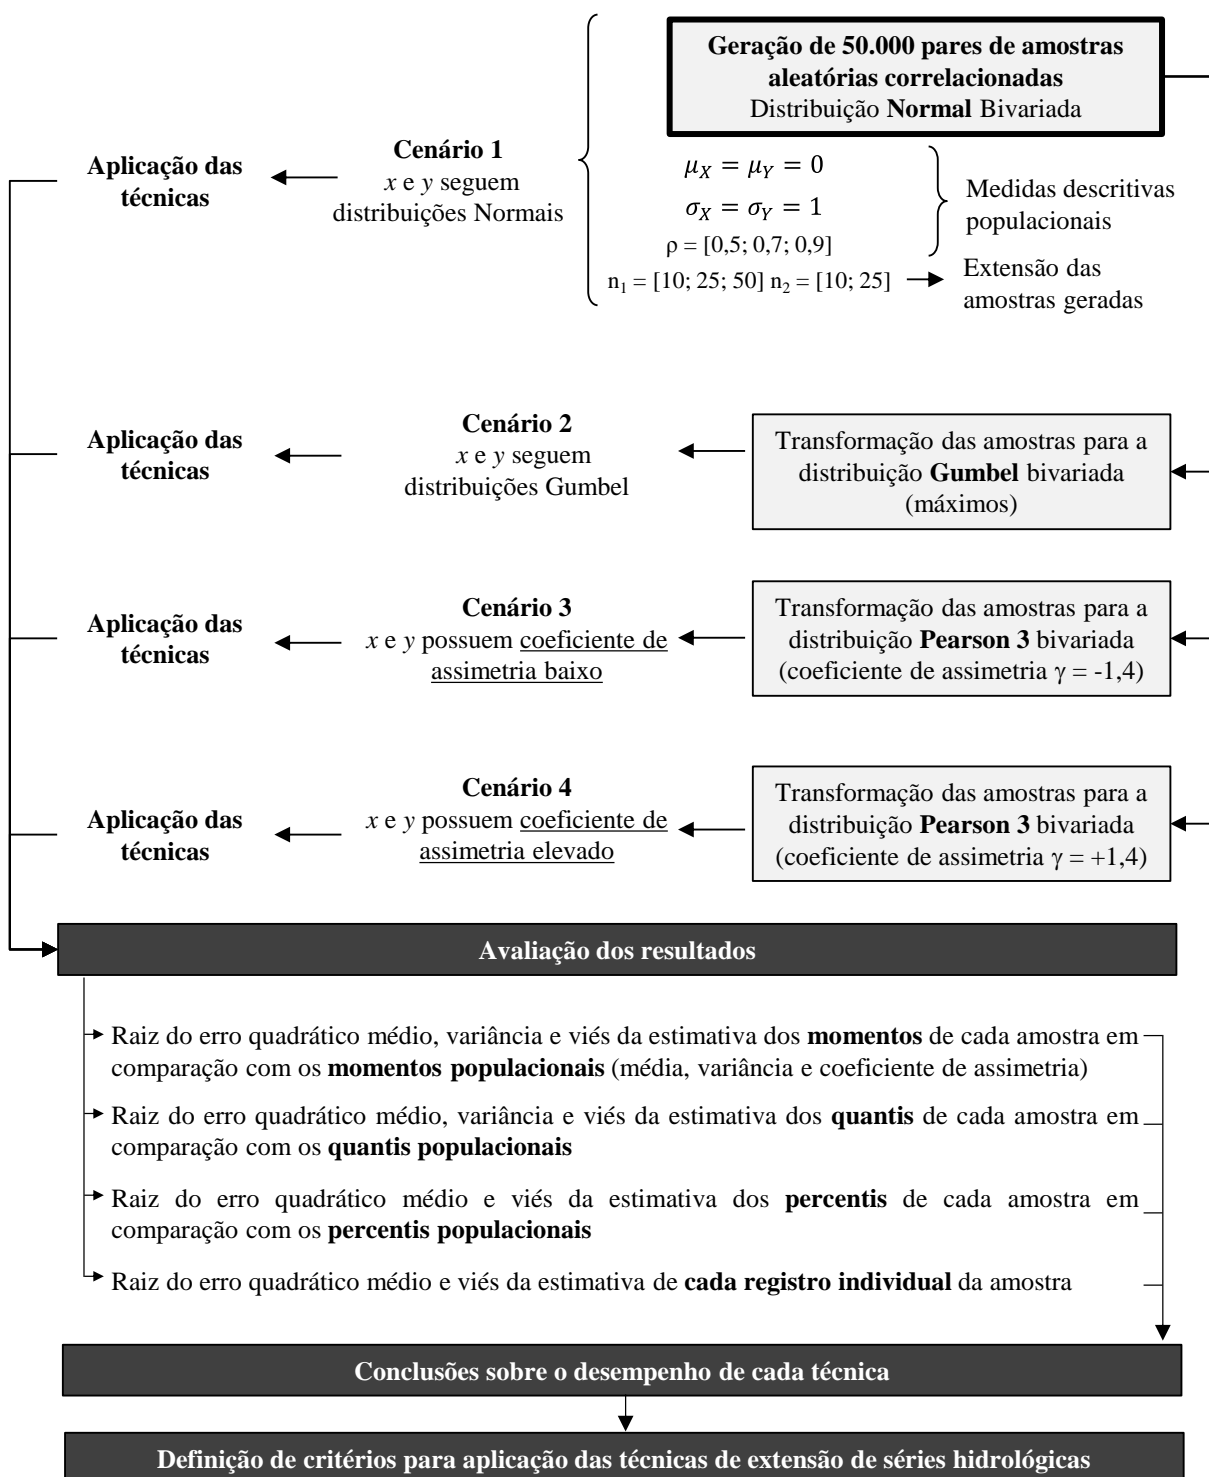 Geração de 50.000 pares de amostras
aleatórias correlacionadas
Distribuição Normal Bivariada
Aplicação das
técnicas
Cenário 1
x e y seguem
distribuições Normais
μX = μY = 0
σX = σY = 1
ρ = [0,5; 0,7; 0,9]
n1 = [10; 25; 50] n2 = [10; 25]
Medidas descritivas
populacionais
Extensão das
amostras geradas
Aplicação das
técnicas
Cenário 2
x e y seguem
distribuições Gumbel
Transformação das amostras para a
distribuição Gumbel bivariada
(máximos)
Aplicação das
técnicas
Cenário 3
x e y possuem coeficiente de
assimetria baixo
Transformação das amostras para a
distribuição Pearson 3 bivariada
(coeficiente de assimetria γ = -1,4)
Aplicação das
técnicas
Cenário 4
x e y possuem coeficiente de
assimetria elevado
Transformação das amostras para a
distribuição Pearson 3 bivariada
(coeficiente de assimetria γ = +1,4)
Avaliação dos resultados
Raiz do erro quadrático médio, variância e viés da estimativa dos momentos de cada amostra em
comparação com os momentos populacionais (média, variância e coeficiente de assimetria)
Raiz do erro quadrático médio, variância e viés da estimativa dos quantis de cada amostra em
comparação com os quantis populacionais
Raiz do erro quadrático médio e viés da estimativa dos percentis de cada amostra em
comparação com os percentis populacionais
Raiz do erro quadrático médio e viés da estimativa de cada registro individual da amostra
Conclusões sobre o desempenho de cada técnica
Definição de critérios para aplicação das técnicas de extensão de séries hidrológicas